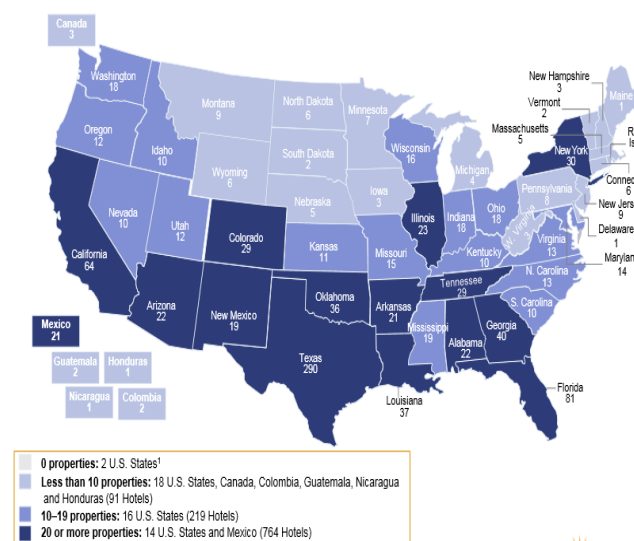 Canada
3
Washington
18
Oregon
12
Idaho
10
Montana
9
North Dakota
6
Minnesota
7
South Dakota
2
Wyoming
6
Nebraska
5
Iowa
3
Wisconsin
16
Michigan
4
New Hampshire
3
Vermont
2
Massachusetts
5
Maine
1
New York
30
R
Is
Connec
6
New Jers
9
Delaware
1
Marylan
14
Pennsylvania
8
Ohio
18
Indiana
18
Illinois
23
W. Virginia
Virginia
13
Kentucky
10
N. Carolina
13
S. Carolina
10
Tennessee
29
Missouri
15
Kansas
11
Colorado
29
Utah
12
Nevada
10
California
64
Arizona
22
New Mexico
19
Oklahoma
36
Arkansas
21
Mississippi
19
Alabama
22
Georgia
40
Florida
81
Louisiana
37
Texas
290
Mexico
21
Guatemala
2
Honduras
1
Nicaragua
1
Colombia
2
0 properties: 2 U.S. States¹
Less than 10 properties: 18 U.S. States, Canada, Colombia, Guatemala, Nicaragua
and Honduras (91 Hotels)
10–19 properties: 16 U.S. States (219 Hotels)
20 or more properties: 14 U.S. States and Mexico (764 Hotels)